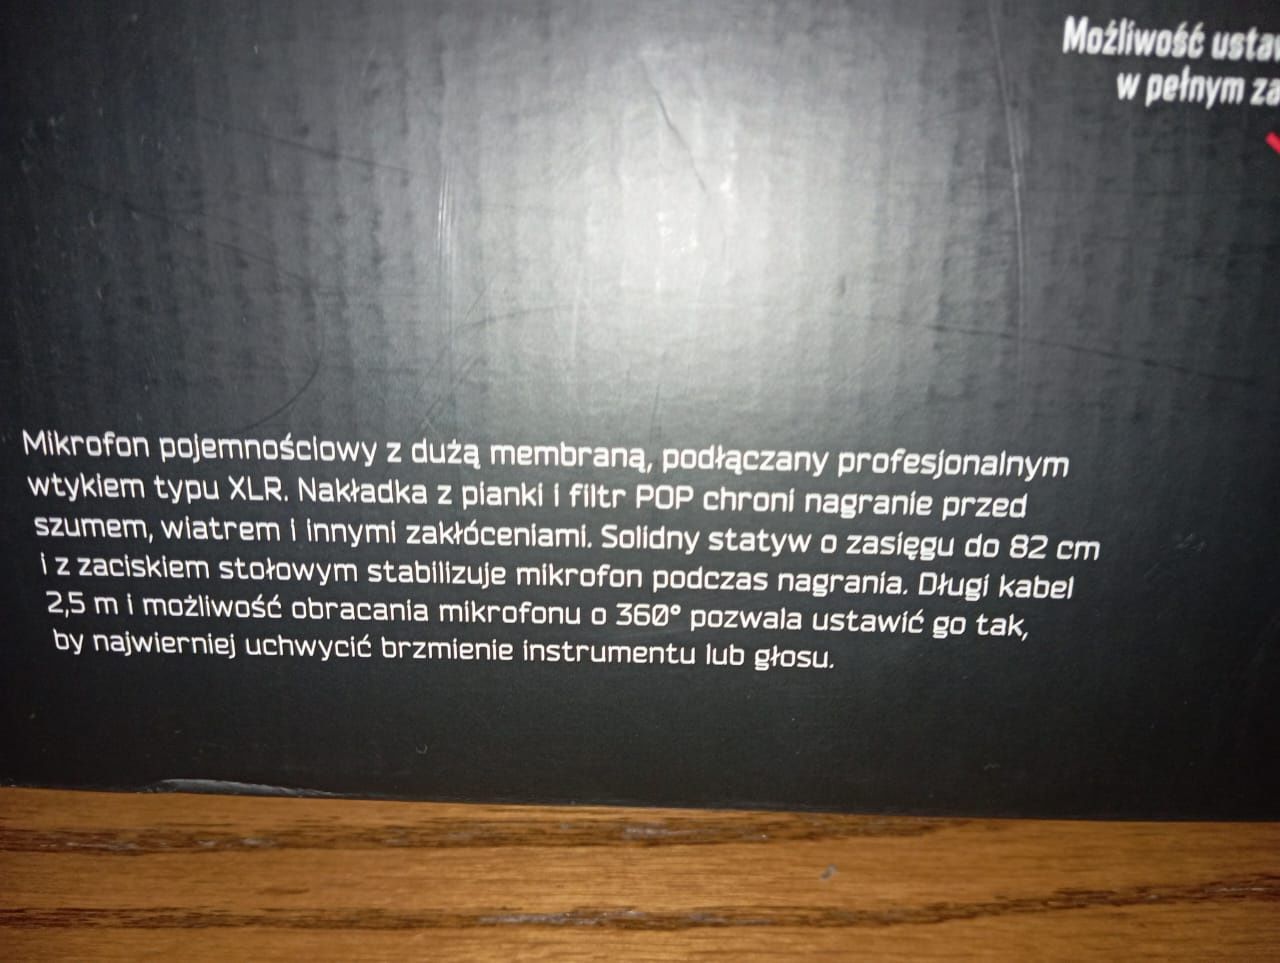 Możliwość
w pełnym
Mikrofon pojemnościowy z dużą membraną, podłączany profesjonalnym
wtykiem typu XLR. Nakładka z pianki i filtr POP chroni nagranie przed
szumem, wiatrem i innymi zakłóceniami. Solidny statyw o zasięgu do 82 cm
i z zaciskiem stołowym stabilizuje mikrofon podczas nagrania. Długi kabel
2,5 m i możliwość obracania mikrofonu o 360° pozwala ustawić go tak,
by najwierniej uchwycić brzmienie instrumentu lub głosu.